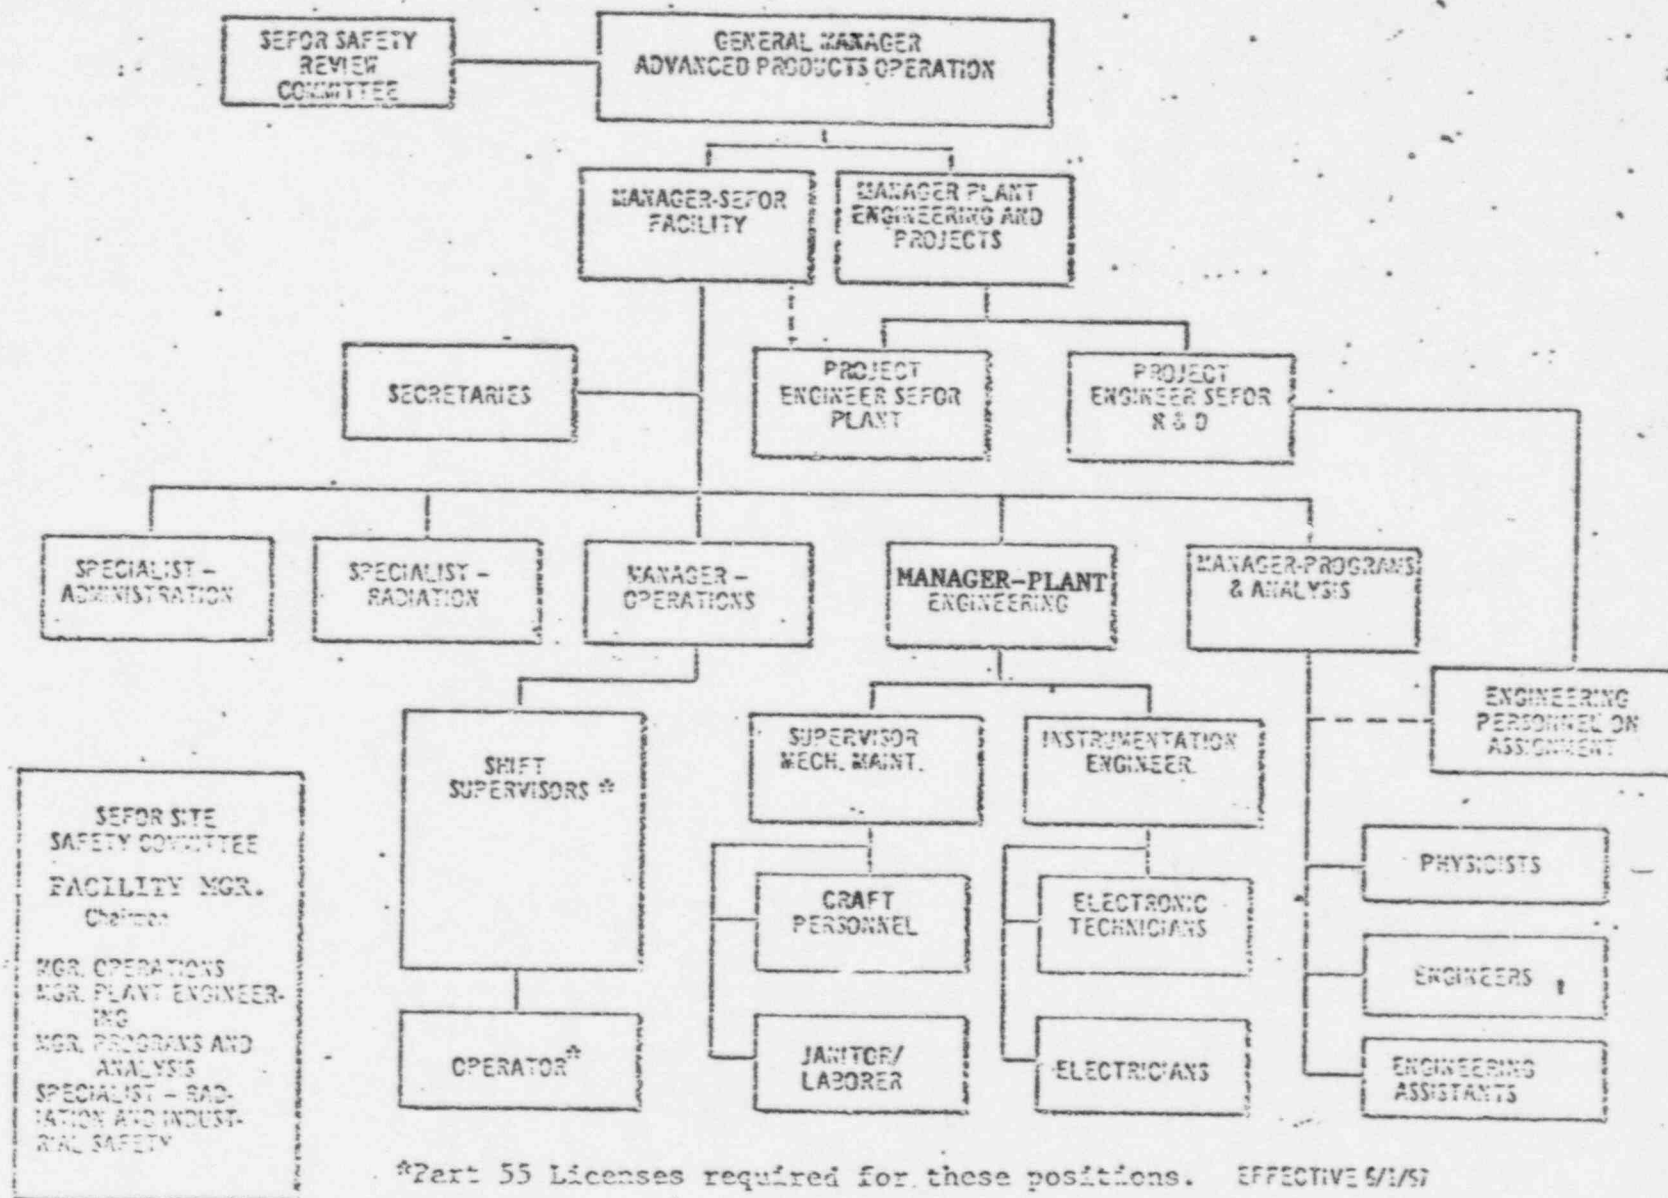 SEFOR SAFETY
REVIEW
COMMITTEE
GENERAL MANAGER
ADVANCED PRODUCTS OPERATION
MANAGER-SEFOR
FACILITY
MANAGER PLANT
ENGINEERING AND
PROJECTS
SECRETARIES
PROJECT
ENGINEER SEFOR
PLANT
PROJECT
ENGINEER SEFOR
R & D
SPECIALIST –
ADMINISTRATION
SPECIALIST –
RADIATION
MANAGER –
OPERATIONS
MANAGER-PLANT
ENGINEERING
MANAGER-PROGRAMS
& ANALYSIS
ENGINEERING
PERSONNEL ON
ASSIGNMENT
SHIFT
SUPERVISORS *
SUPERVISOR
MECH. MAINT.
INSTRUMENTATION
ENGINEER
SEFOR SITE
SAFETY COMMITTEE
FACILITY MGR.
Chairman
MGR. OPERATIONS
MGR. PLANT ENGINEER-
ING
MGR. PROGRAMS AND
ANALYSIS
SPECIALIST – RAD-
IATION AND INDUST-
RIAL SAFETY
CRAFT
PERSONNEL
ELECTRONIC
TECHNICIANS
PHYSICISTS
ENGINEERS
OPERATOR*
JANITOR/
LABORER
ELECTRICIANS
ENGINEERING
ASSISTANTS
*Part 55 Licenses required for these positions.
EFFECTIVE